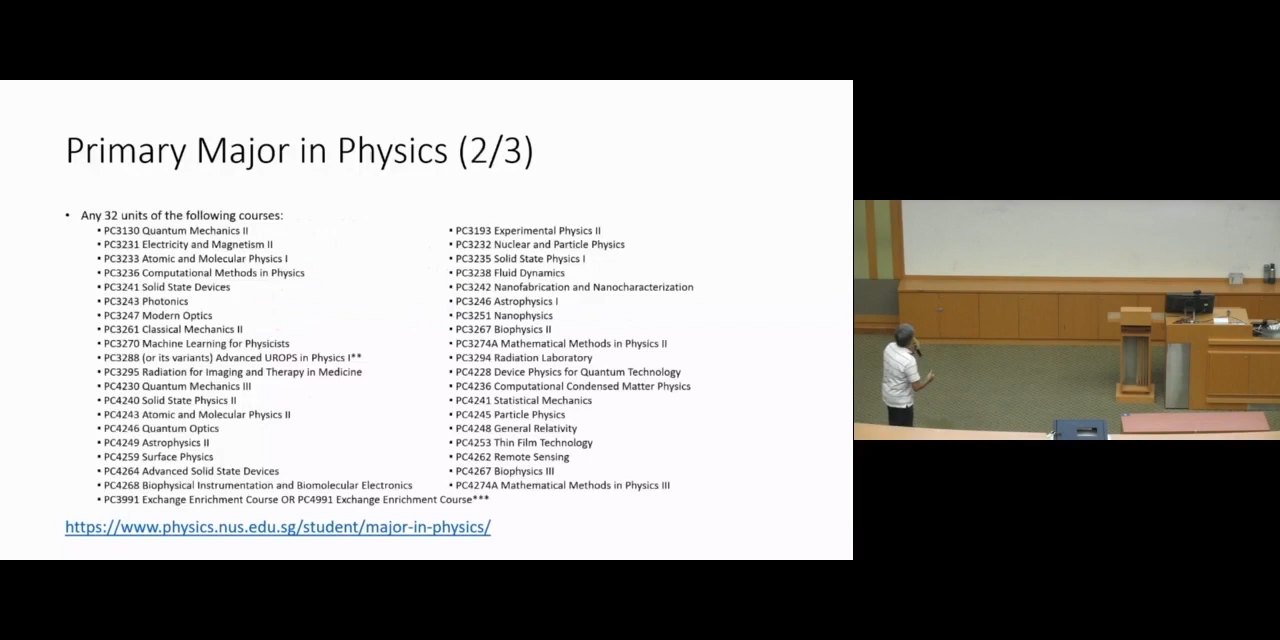 Primary Major in Physics (2/3)
• Any 32 units of the following courses:
• PC3130 Quantum Mechanics II
• PC3231 Electricity and Magnetism II
• PC3233 Atomic and Molecular Physics I
• PC3236 Computational Methods in Physics
• PC3241 Solid State Devices
• PC3243 Photonics
• PC3247 Modern Optics
• PC3261 Classical Mechanics II
• PC3270 Machine Learning for Physicists
• PC3288 (or its variants) Advanced UROPS in Physics I**
• PC3295 Radiation for Imaging and Therapy in Medicine
• PC4230 Quantum Mechanics III
• PC4240 Solid State Physics II
• PC4243 Atomic and Molecular Physics II
• PC4246 Quantum Optics
• PC4249 Astrophysics II
• PC4259 Surface Physics
• PC4264 Advanced Solid State Devices
• PC4268 Biophysical Instrumentation and Biomolecular Electronics
• PC3991 Exchange Enrichment Course OR PC4991 Exchange Enrichment Course***
• PC3193 Experimental Physics II
• PC3232 Nuclear and Particle Physics
• PC3235 Solid State Physics I
• PC3238 Fluid Dynamics
• PC3242 Nanofabrication and Nanocharacterization
• PC3246 Astrophysics I
• PC3251 Nanophysics
• PC3267 Biophysics II
• PC3274A Mathematical Methods in Physics II
• PC3294 Radiation Laboratory
• PC4228 Device Physics for Quantum Technology
• PC4236 Computational Condensed Matter Physics
• PC4241 Statistical Mechanics
• PC4245 Particle Physics
• PC4248 General Relativity
• PC4253 Thin Film Technology
• PC4262 Remote Sensing
• PC4267 Biophysics III
• PC4274A Mathematical Methods in Physics III
https://www.physics.nus.edu.sg/student/major-in-physics/